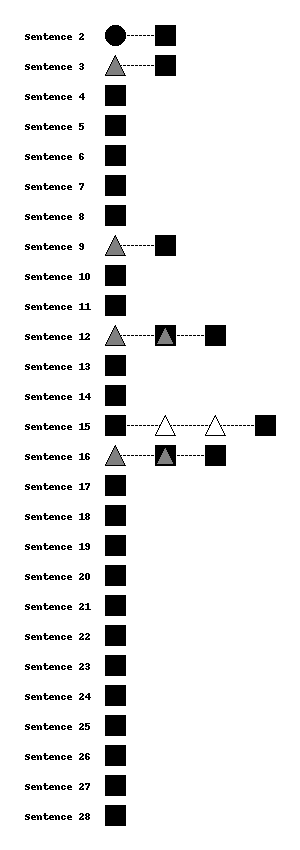 Sentence 2
Sentence 3
Sentence 4
Sentence 5
Sentence 6
Sentence 7
Sentence 8
Sentence 9
Sentence 10
Sentence 11
Sentence 12
Sentence 13
Sentence 14
Sentence 15
Sentence 16
Sentence 17
Sentence 18
Sentence 19
Sentence 20
Sentence 21
Sentence 22
Sentence 23
Sentence 24
Sentence 25
Sentence 26
Sentence 27
Sentence 28